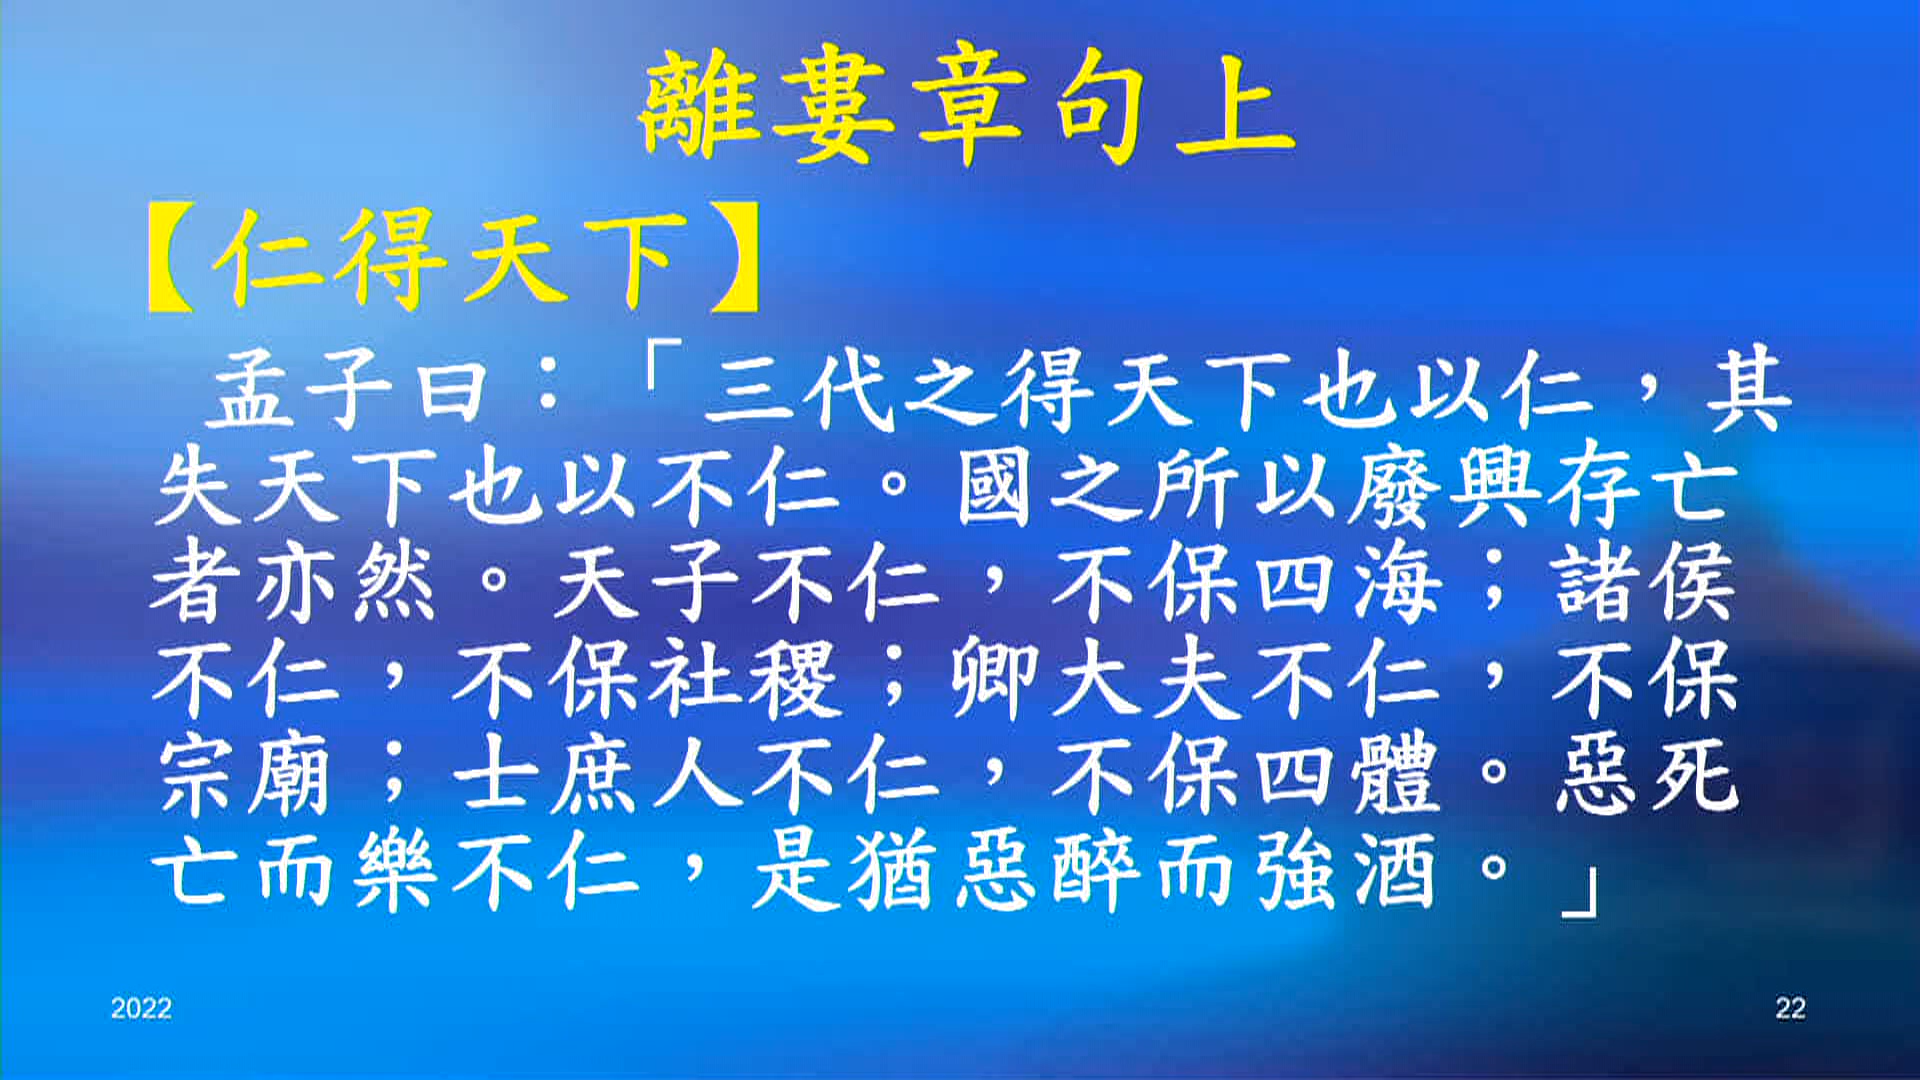 離婁章句上
【仁得天下】
孟子曰：「三代之得天下也以仁，其
失天下也以不仁。國之所以廢興存亡
者亦然。天子不仁，不保四海；諸侯
不仁，不保社稷；卿大夫不仁，不保
宗廟；士庶人不仁，不保四體。惡死
亡而樂不仁，是猶惡醉而強酒。」
2022
22